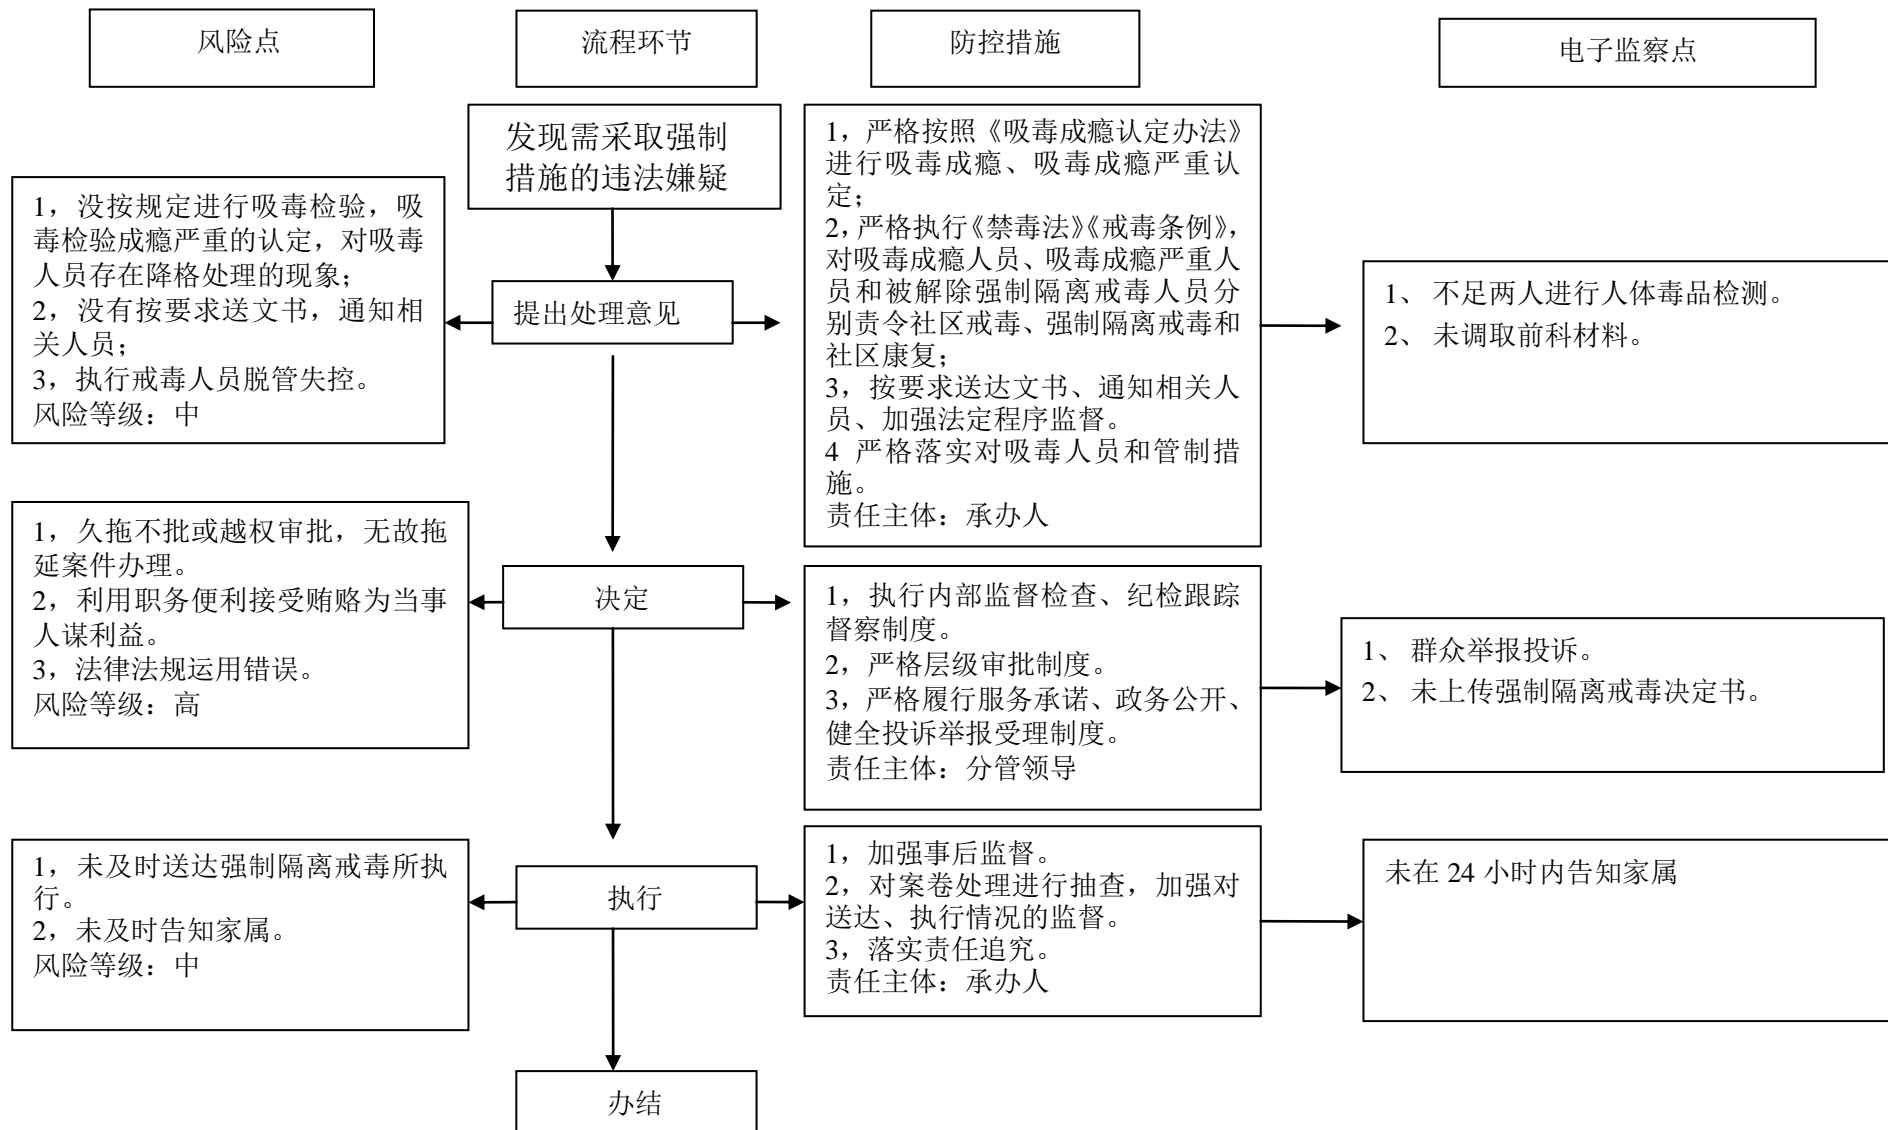 风险点
流程环节
防控措施
电子监察点
发现需采取强制
措施的违法嫌疑
1，没按规定进行吸毒检验，吸
毒检验成瘾严重的认定，对吸毒
人员存在降格处理的现象；
2，没有按要求送文书，通知相
关人员；
3，执行戒毒人员脱管失控。
风险等级：中
提出处理意见
1，严格按照《吸毒成瘾认定办法》
进行吸毒成瘾、吸毒成瘾严重认
定；
2，严格执行《禁毒法》《戒毒条例》，
对吸毒成瘾人员、吸毒成瘾严重人
员和被解除强制隔离戒毒人员分
别责令社区戒毒、强制隔离戒毒和
社区康复；
3，按要求送达文书、通知相关人
员、加强法定程序监督。
4 严格落实对吸毒人员和管制措
施。
责任主体：承办人
1、 不足两人进行人体毒品检测。
2、 未调取前科材料。
1，久拖不批或越权审批，无故拖
延案件办理。
2，利用职务便利接受贿赂为当事
人谋利益。
3，法律法规运用错误。
风险等级：高
决定
1，执行内部监督检查、纪检跟踪
督察制度。
2，严格层级审批制度。
3，严格履行服务承诺、政务公开、
健全投诉举报受理制度。
责任主体：分管领导
1、 群众举报投诉。
2、 未上传强制隔离戒毒决定书。
1，未及时送达强制隔离戒毒所执
行。
2，未及时告知家属。
风险等级：中
执行
1，加强事后监督。
2，对案卷处理进行抽查，加强对
送达、执行情况的监督。
3，落实责任追究。
责任主体：承办人
未在 24 小时内告知家属
办结